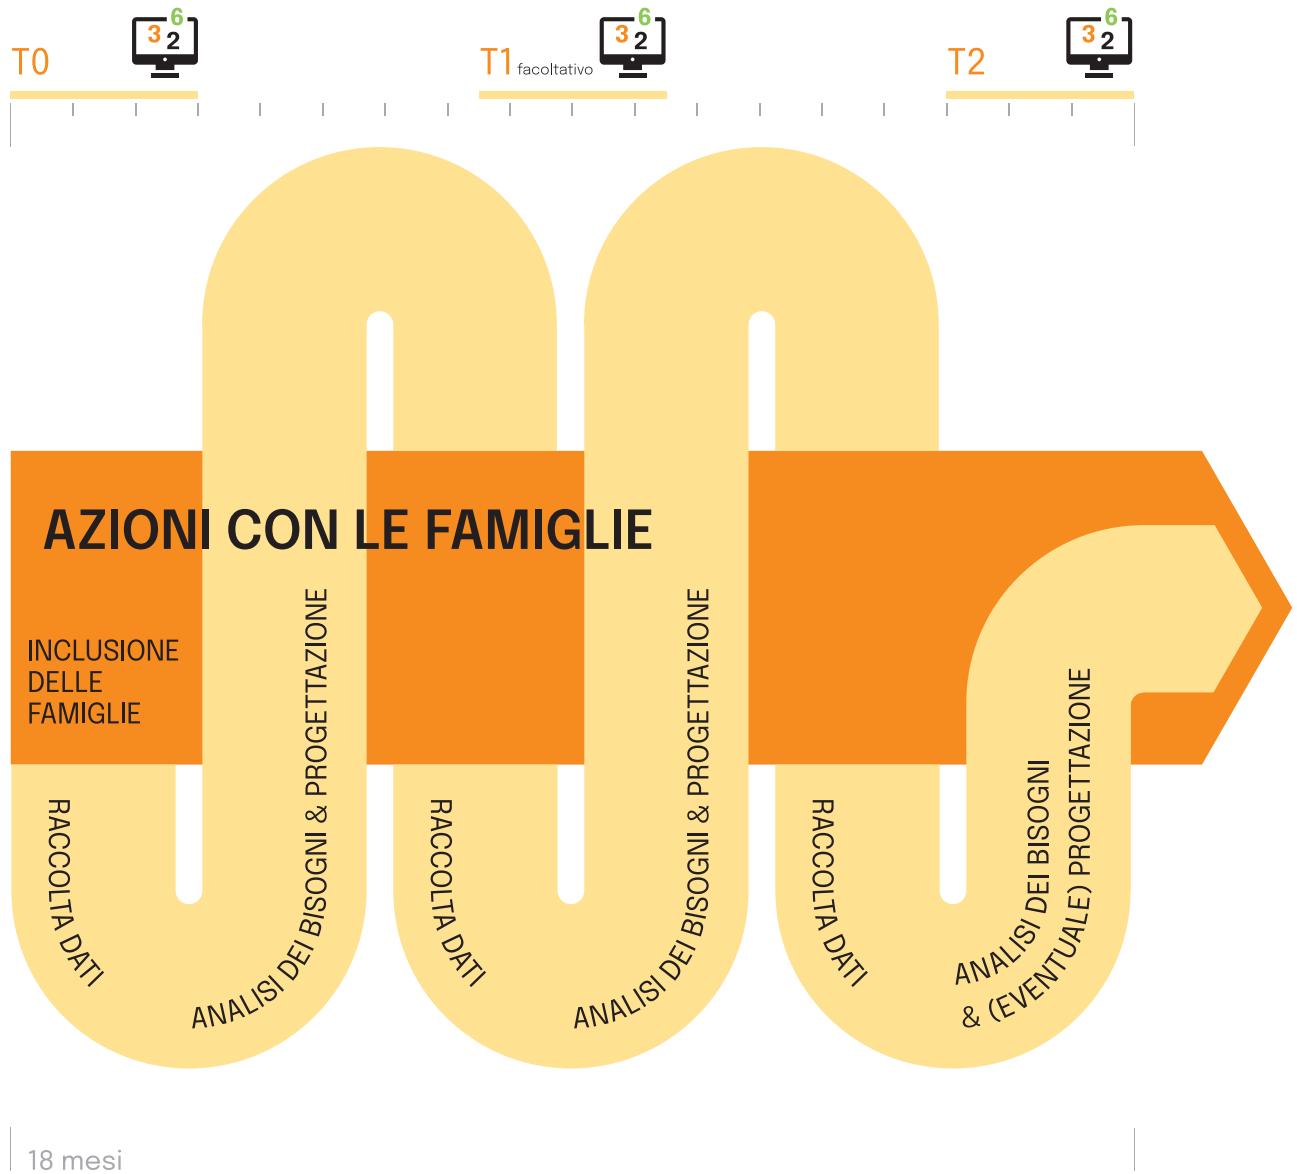 T0
3 2 6
T1 facoltativo
3 2 6
T2
3 2 6
AZIONI CON LE FAMIGLIE
INCLUSIONE
DELLE
FAMIGLIE
RACCOLTA DATI
ANALISI DEI BISOGNI & PROGETTAZIONE
RACCOLTA DATI
ANALISI DEI BISOGNI & PROGETTAZIONE
RACCOLTA DATI
ANALISI DEI BISOGNI
& (EVENTUALE) PROGETTAZIONE
18 mesi